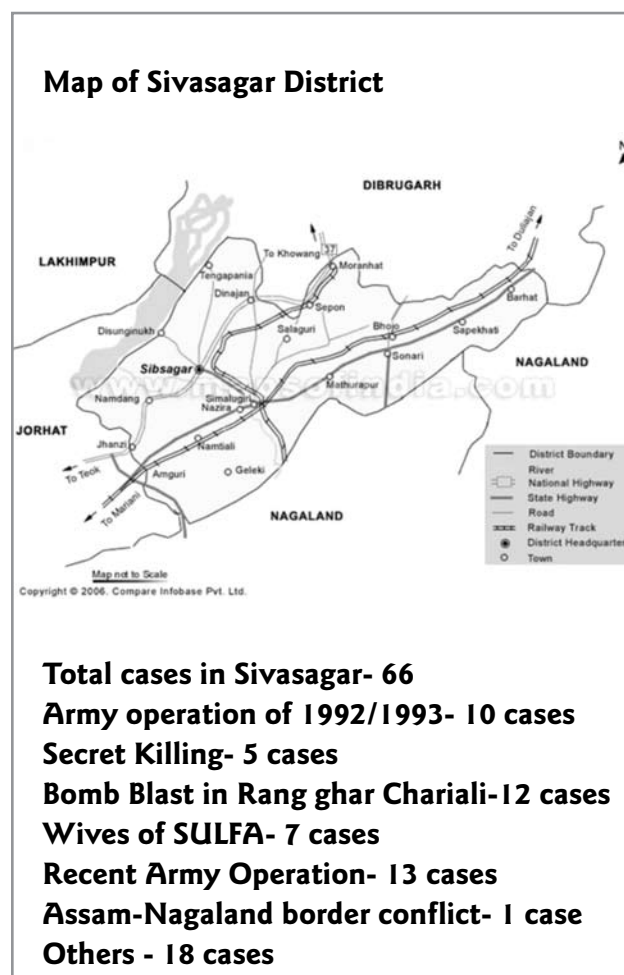 Map of Sivasagar District
N
DIBRUGARH
To Duliajan
To Khowang
37
LAKHIMPUR
Moranhat
Tengapania
Dinajan
Sepon
Barhat
Disunginukh
Salaguri
Bhojo
Sapekhati
Sonari
Sibsagar
NAGALAND
www.mapsofindia.com
Mathurapur
Namdang
Simalugiri
Nazira
JORHAT
Jhanzi
Namtiali
To Teok
Amguri
Geleki
To Mariani
NAGALAND
District Boundary
River
National Highway
State Highway
Road
Railway Track
District Headquarter
Town
Map not to Scale
Copyright © 2006. Compare Infobase Pvt. Ltd.
Total cases in Sivasagar- 66
Army operation of 1992/1993- 10 cases
Secret Killing- 5 cases
Bomb Blast in Rang ghar Chariali-12 cases
Wives of SULFA- 7 cases
Recent Army Operation- 13 cases
Assam-Nagaland border conflict- 1 case
Others - 18 cases